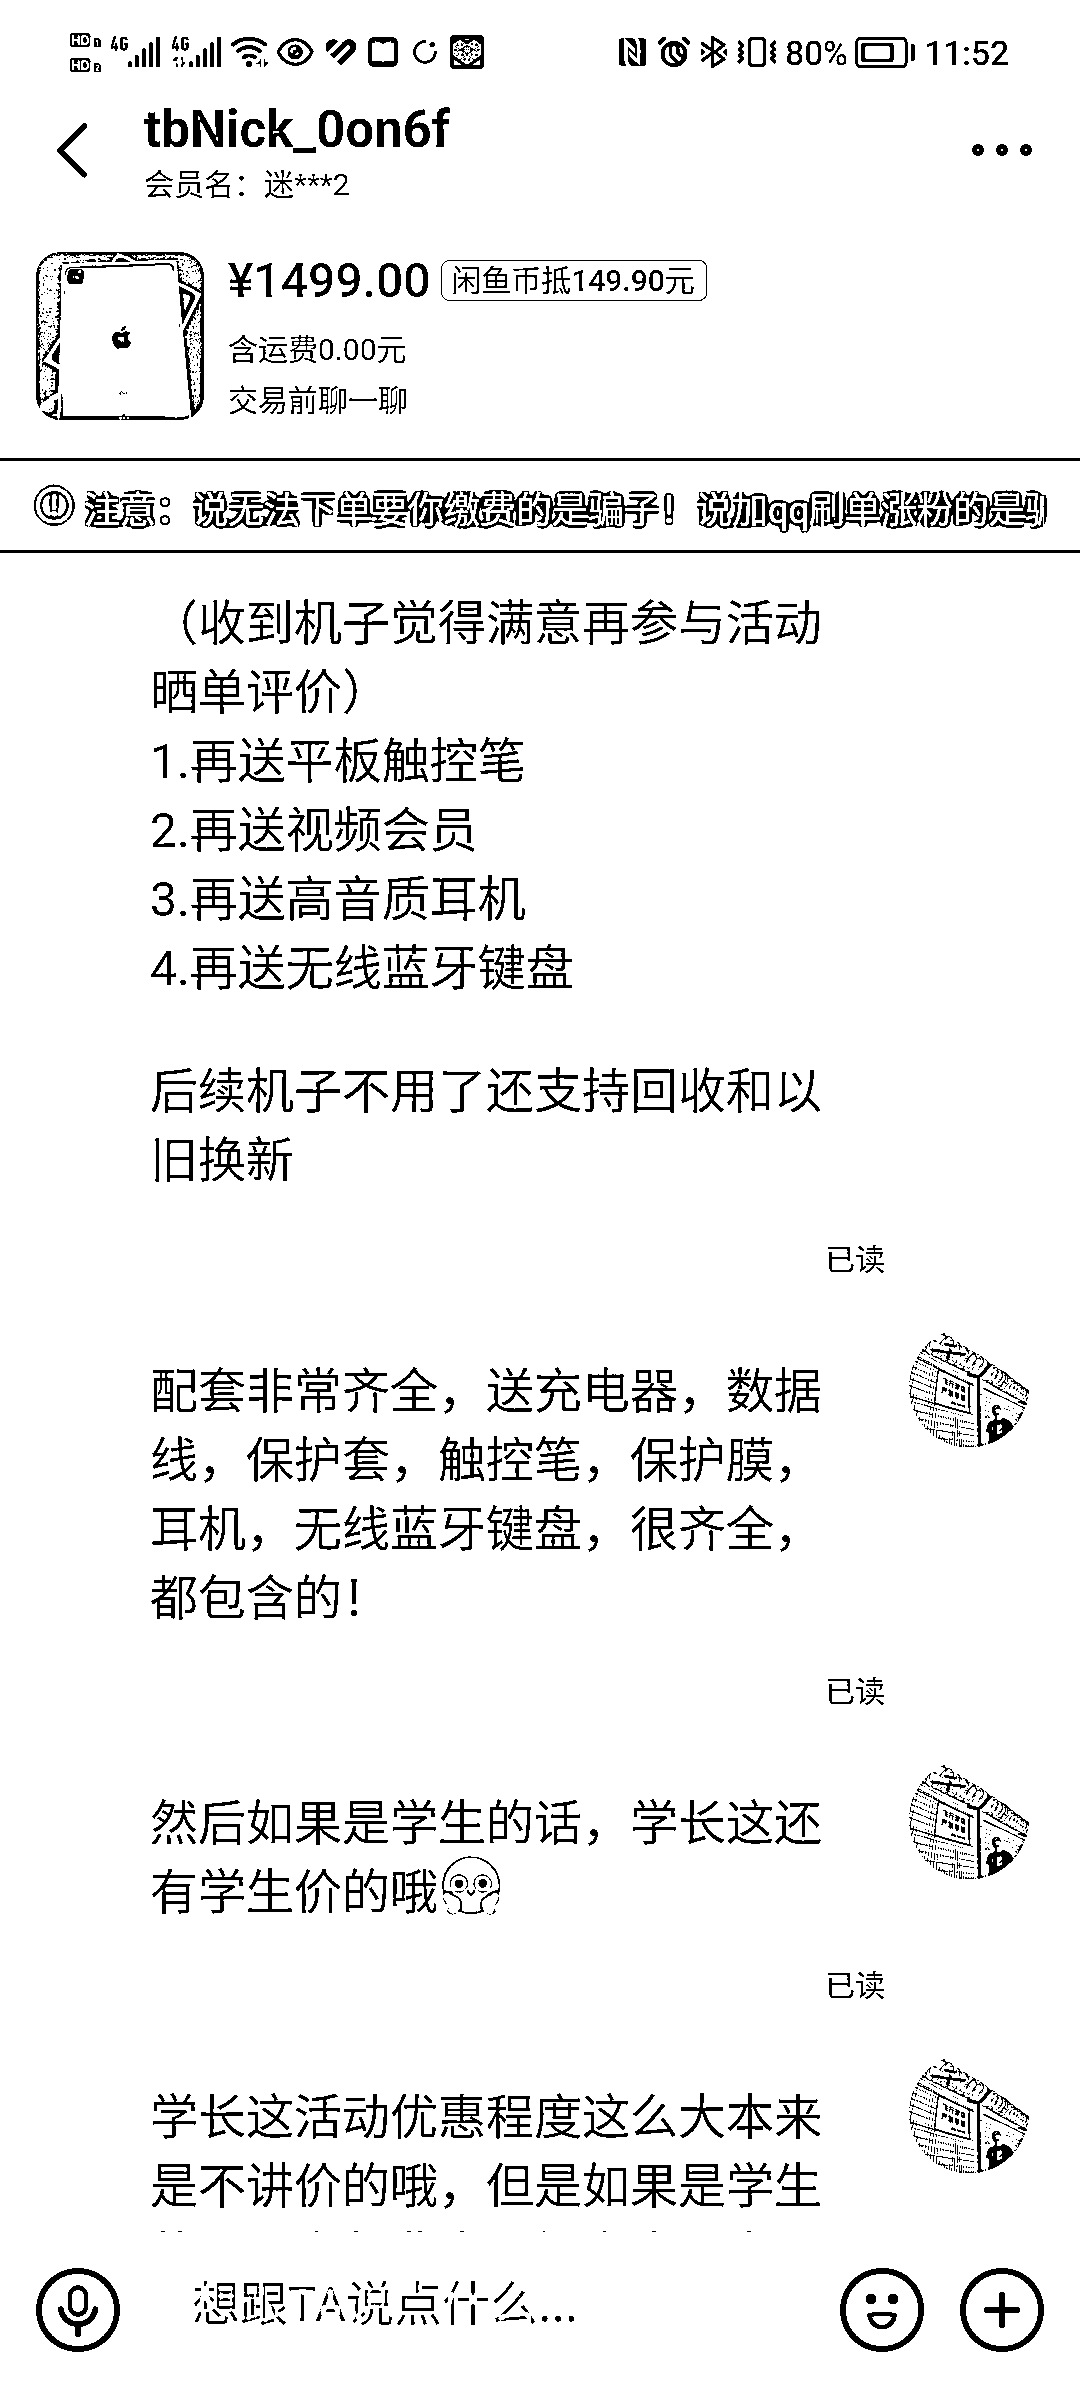 HD 1 4G 4G 80% 11:52
HD 2
tbNick_0on6f
会员名：迷***2
¥1499.00 闲鱼币抵149.90元
含运费0.00元
交易前聊一聊
注意：说无法下单要你缴费的是骗子！说加qq刷单涨粉的是
（收到机子觉得满意再参与活动
晒单评价）
1.再送平板触控笔
2.再送视频会员
3.再送高音质耳机
4.再送无线蓝牙键盘
后续机子不用了还支持回收和以
旧换新
已读
配套非常齐全，送充电器，数据
线，保护套，触控笔，保护膜，
耳机，无线蓝牙键盘，很齐全，
都包含的！
已读
然后如果是学生的话，学长这还
有学生价的哦
已读
学长这活动优惠程度这么大本来
是不讲价的哦，但是如果是学生
想跟TA说点什么...